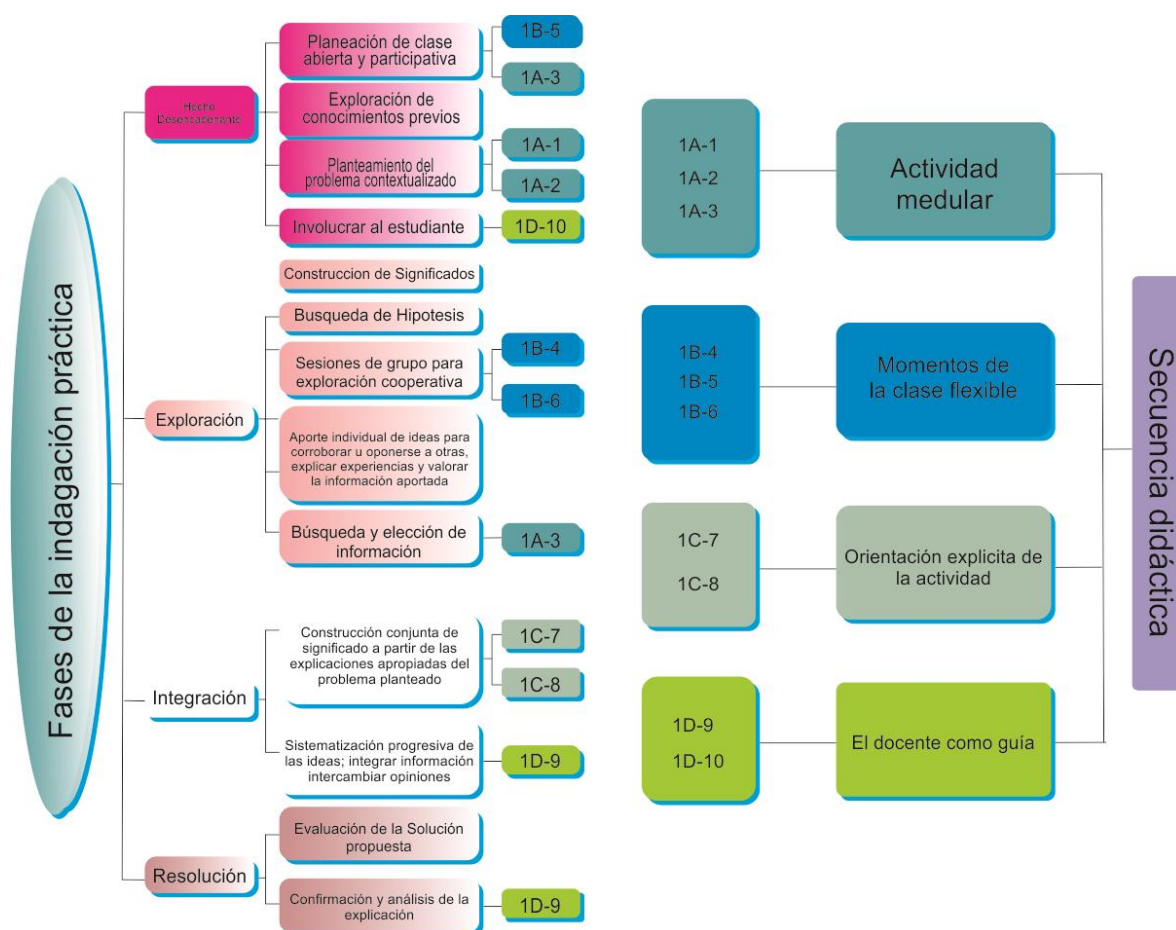 Fases de la indagación práctica
Hecho
Desencadenante
Planeación de clase
abierta y participativa
1B-5
1A-3
Exploración de
conocimientos previos
Planteamiento del
problema contextualizado
1A-1
1A-2
Involucrar al estudiante
1D-10
Exploración
Construccion de Significados
Busqueda de Hipotesis
Sesiones de grupo para
exploración cooperativa
1B-4
1B-6
Aporte individual de ideas para
corroborar u oponerse a otras,
explicar experiencias y valorar
la información aportada
Búsqueda y elección de
información
1A-3
Integración
Construcción conjunta de
significado a partir de las
explicaciones apropiadas del
problema planteado
1C-7
1C-8
Sistematización progresiva de
las ideas; integrar información
intercambiar opiniones
1D-9
Resolución
Evaluación de la Solución
propuesta
Confirmación y análisis de la
explicación
1D-9
1A-1
1A-2
1A-3
Actividad
medular
1B-4
1B-5
1B-6
Momentos de
la clase flexible
1C-7
1C-8
Orientación explicita de
la actividad
1D-9
1D-10
El docente como guía
Secuencia didáctica